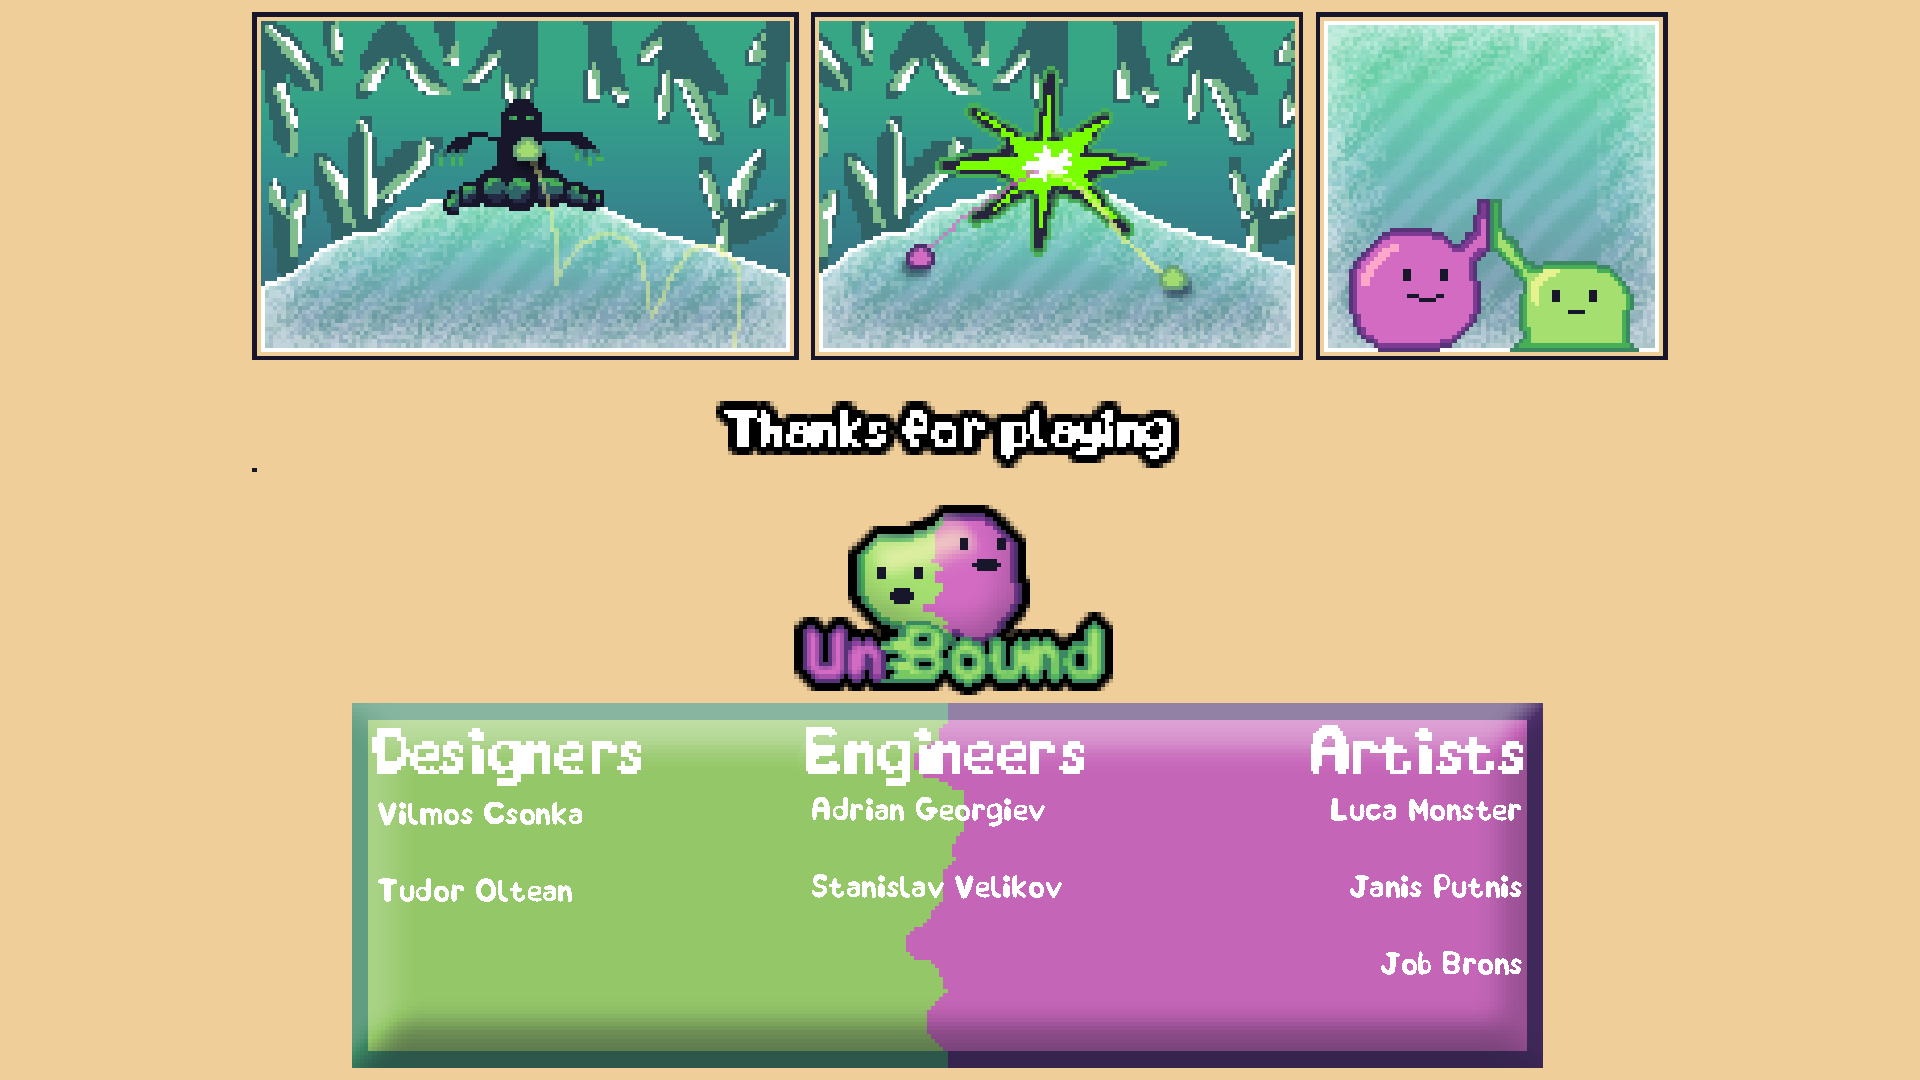 Thanks for playing
UnBound
Designers
Vilmos Csonka
Tudor Oltean
Engineers
Adrian Georgiev
Stanislav Velikov
Artists
Luca Monster
Janis Putnis
Job Brons